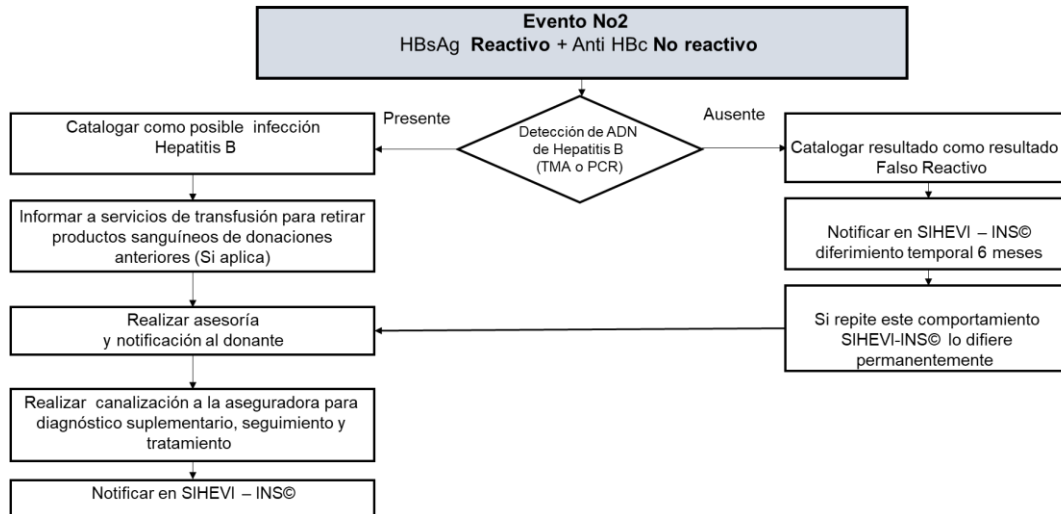 Evento No2
HBsAg Reactivo + Anti HBc No reactivo
Presente
Detección de ADN
de Hepatitis B
(TMA o PCR)
Ausente
Catalogar como posible infección
Hepatitis B
Informar a servicios de transfusión para retirar
productos sanguíneos de donaciones
anteriores (Si aplica)
Realizar asesoría
y notificación al donante
Realizar canalización a la aseguradora para
diagnóstico suplementario, seguimiento y
tratamiento
Notificar en SIHEVI – INS©
Catalogar resultado como resultado
Falso Reactivo
Notificar en SIHEVI – INS©
diferimiento temporal 6 meses
Si repite este comportamiento
SIHEVI-INS© lo difiere
permanentemente